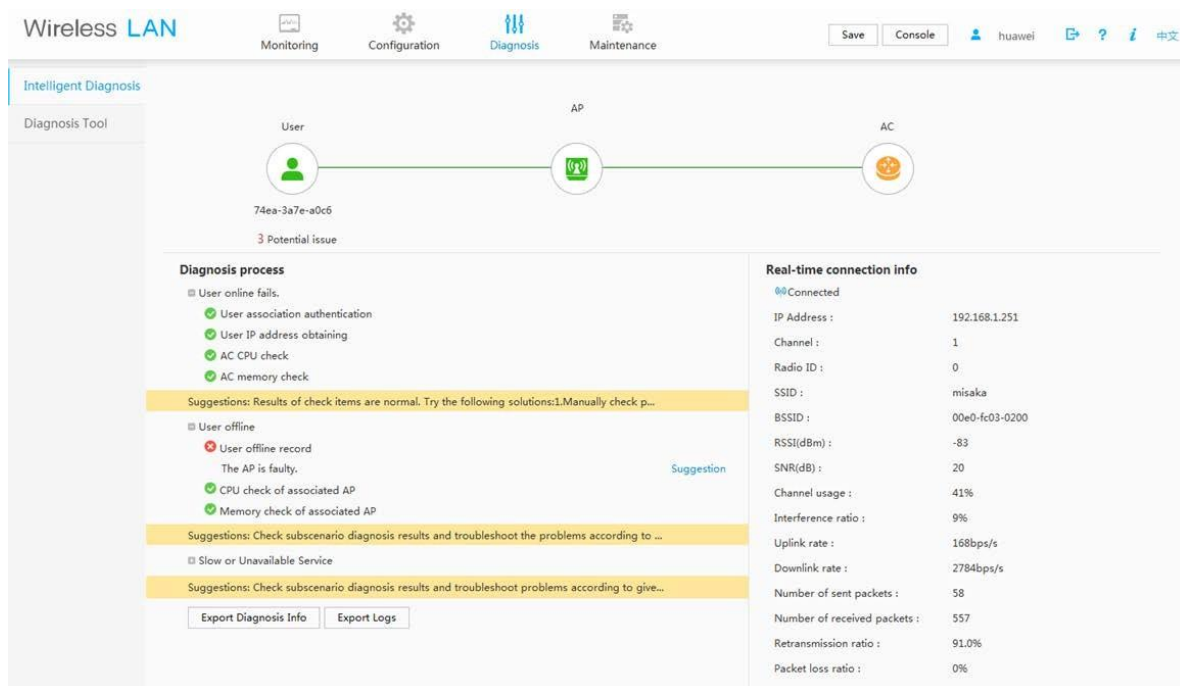 Wireless LAN
Monitoring
Configuration
Diagnosis
Maintenance
Save
Console
huawei
?
i
中文
Intelligent Diagnosis
Diagnosis Tool
User
AP
AC
74ea-3a7e-a0c6
3 Potential issue
Diagnosis process
User online fails.
User association authentication
User IP address obtaining
AC CPU check
AC memory check
Suggestions: Results of check items are normal. Try the following solutions:1.Manually check p...
User offline
User offline record
The AP is faulty. Suggestion
CPU check of associated AP
Memory check of associated AP
Suggestions: Check subscenario diagnosis results and troubleshoot the problems according to ...
Slow or Unavailable Service
Suggestions: Check subscenario diagnosis results and troubleshoot problems according to give...
Export Diagnosis Info
Export Logs
Real-time connection info
Connected
IP Address : 192.168.1.251
Channel : 1
Radio ID : 0
SSID : misaka
BSSID : 00e0-fc03-0200
RSSI(dBm) : -83
SNR(dB) : 20
Channel usage : 41%
Interference ratio : 9%
Uplink rate : 168bps/s
Downlink rate : 2784bps/s
Number of sent packets : 58
Number of received packets : 557
Retransmission ratio : 91.0%
Packet loss ratio : 0%